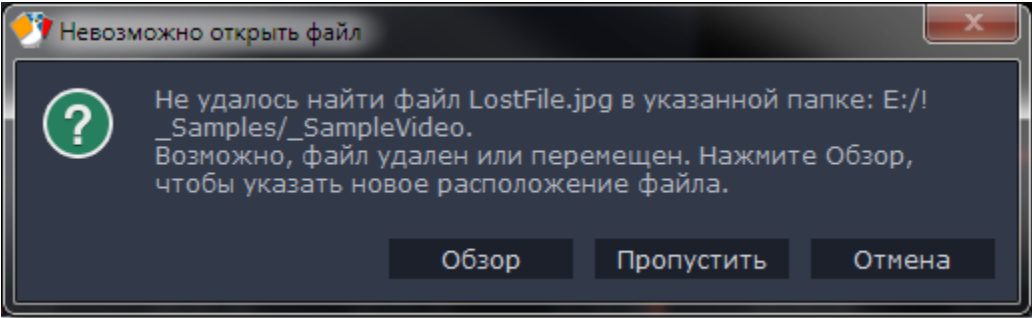 Невозможно открыть файл
Не удалось найти файл LostFile.jpg в указанной папке: E:/!
_Samples/_SampleVideo.
Возможно, файл удален или перемещен. Нажмите Обзор,
чтобы указать новое расположение файла.
Обзор Пропустить Отмена